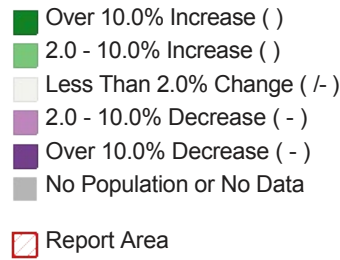 Over 10.0% Increase ( )
2.0 - 10.0% Increase ( )
Less Than 2.0% Change ( /- )
2.0 - 10.0% Decrease ( - )
Over 10.0% Decrease ( - )
No Population or No Data
Report Area